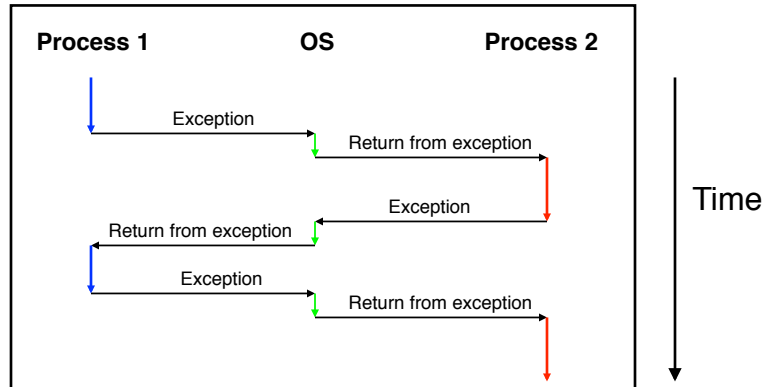 Process 1 OS Process 2
Exception
Return from exception
Exception
Return from exception
Exception
Return from exception
Time